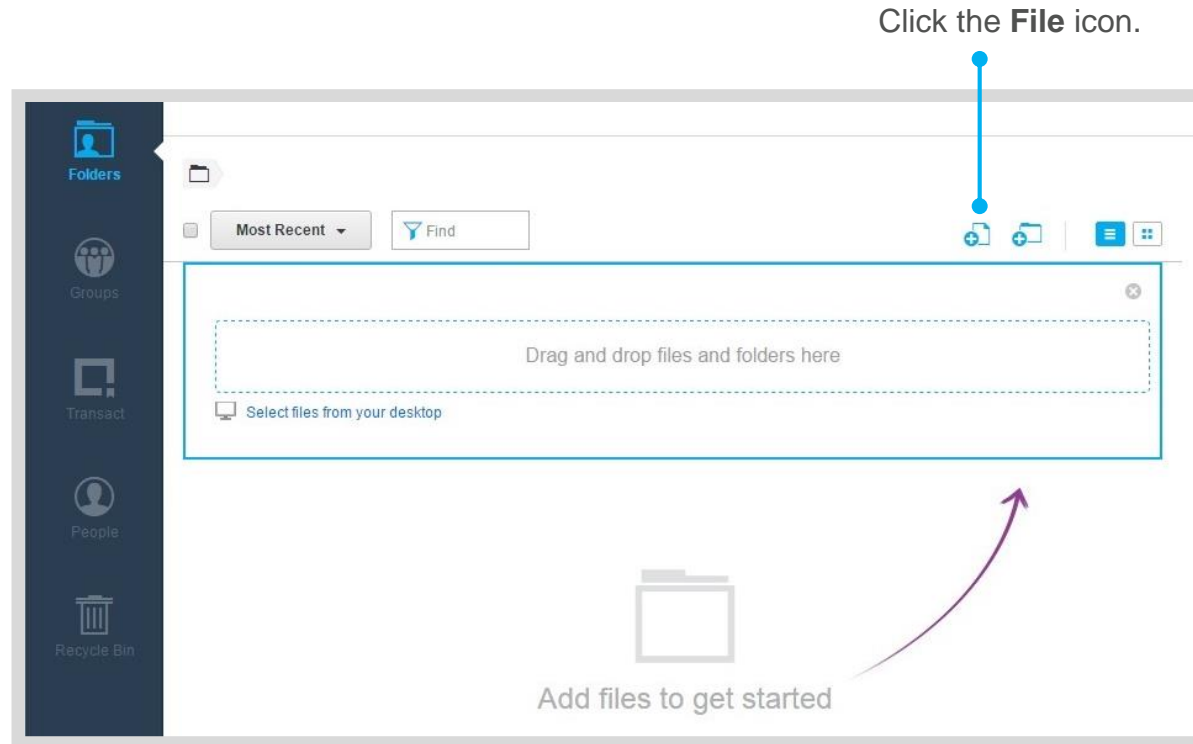 Click the File icon.
Folders
Most Recent
Find
Groups
Drag and drop files and folders here
Select files from your desktop
Transact
People
Recycle Bin
Add files to get started